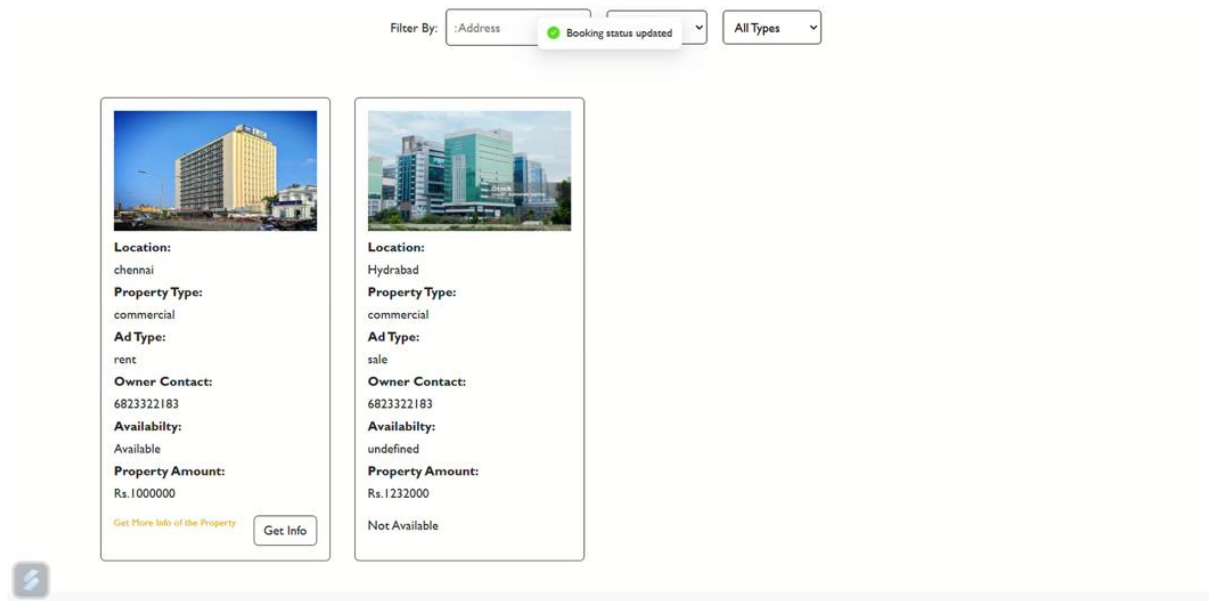 Filter By:
:Address
Booking status updated
All Types
Location:
chennai
Property Type:
commercial
Ad Type:
rent
Owner Contact:
6823322183
Availabilty:
Available
Property Amount:
Rs.1000000
Get More Info of the Property
Get Info
iStock
Location:
Hydrabad
Property Type:
commercial
Ad Type:
sale
Owner Contact:
6823322183
Availabilty:
undefined
Property Amount:
Rs.1232000
Not Available